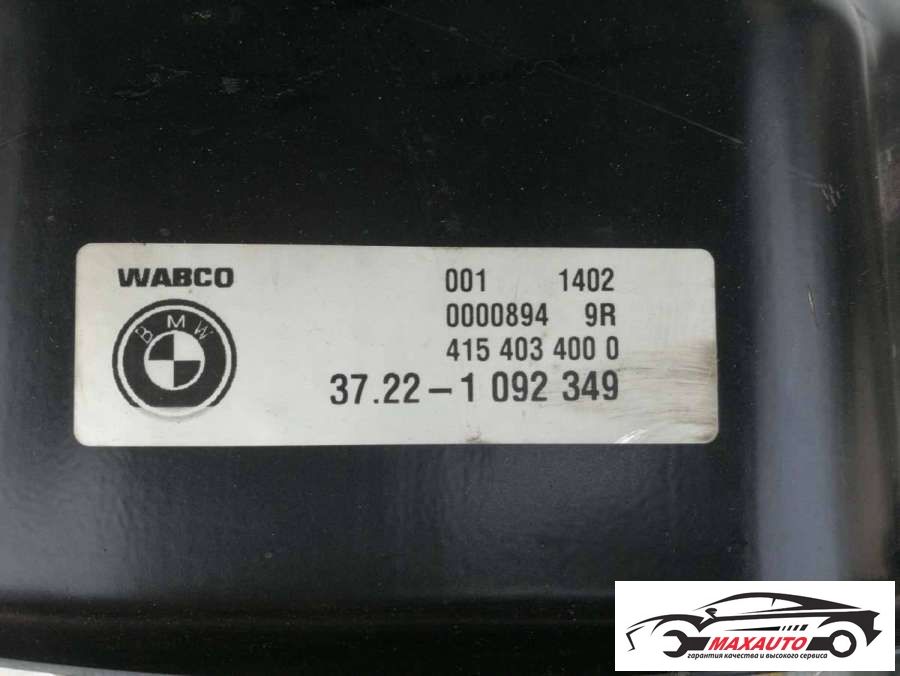 WABCO
001 1402
0000894 9R
BMW
415 403 400 0
37.22-1 092 349
MAXAUTO
гарантия качества и высокого сервиса